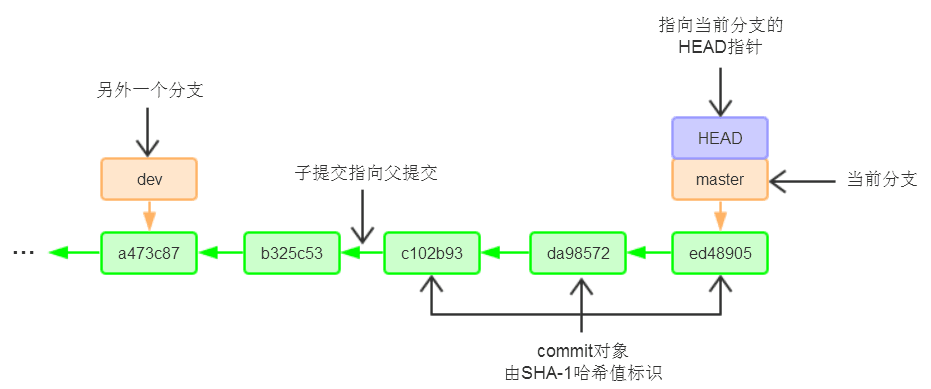 指向当前分支的
HEAD指针
另外一个分支
HEAD
dev
子提交指向父提交
master
当前分支
...
a473c87
b325c53
c102b93
da98572
ed48905
commit对象
由SHA-1哈希值标识